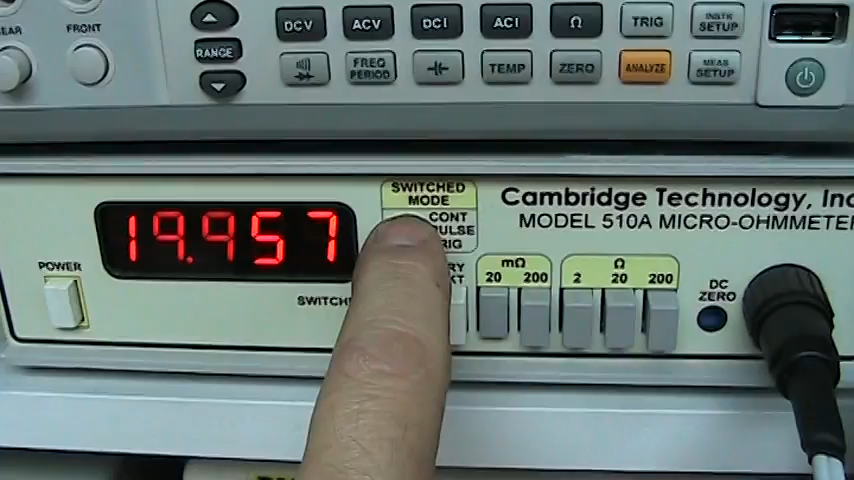 FRONT
RANGE
DCV ACV DCI ACI Ω TRIG INSTR SETUP
FREQ PERIOD TEMP ZERO ANALYZE MEAS SETUP
SWITCHED MODE
CONT
TRIG
19.957
Cambridge Technology, Inc
MODEL 510A MICRO-OHMMETER
POWER
mΩ
20 200
Ω
2 20 200
DC ZERO